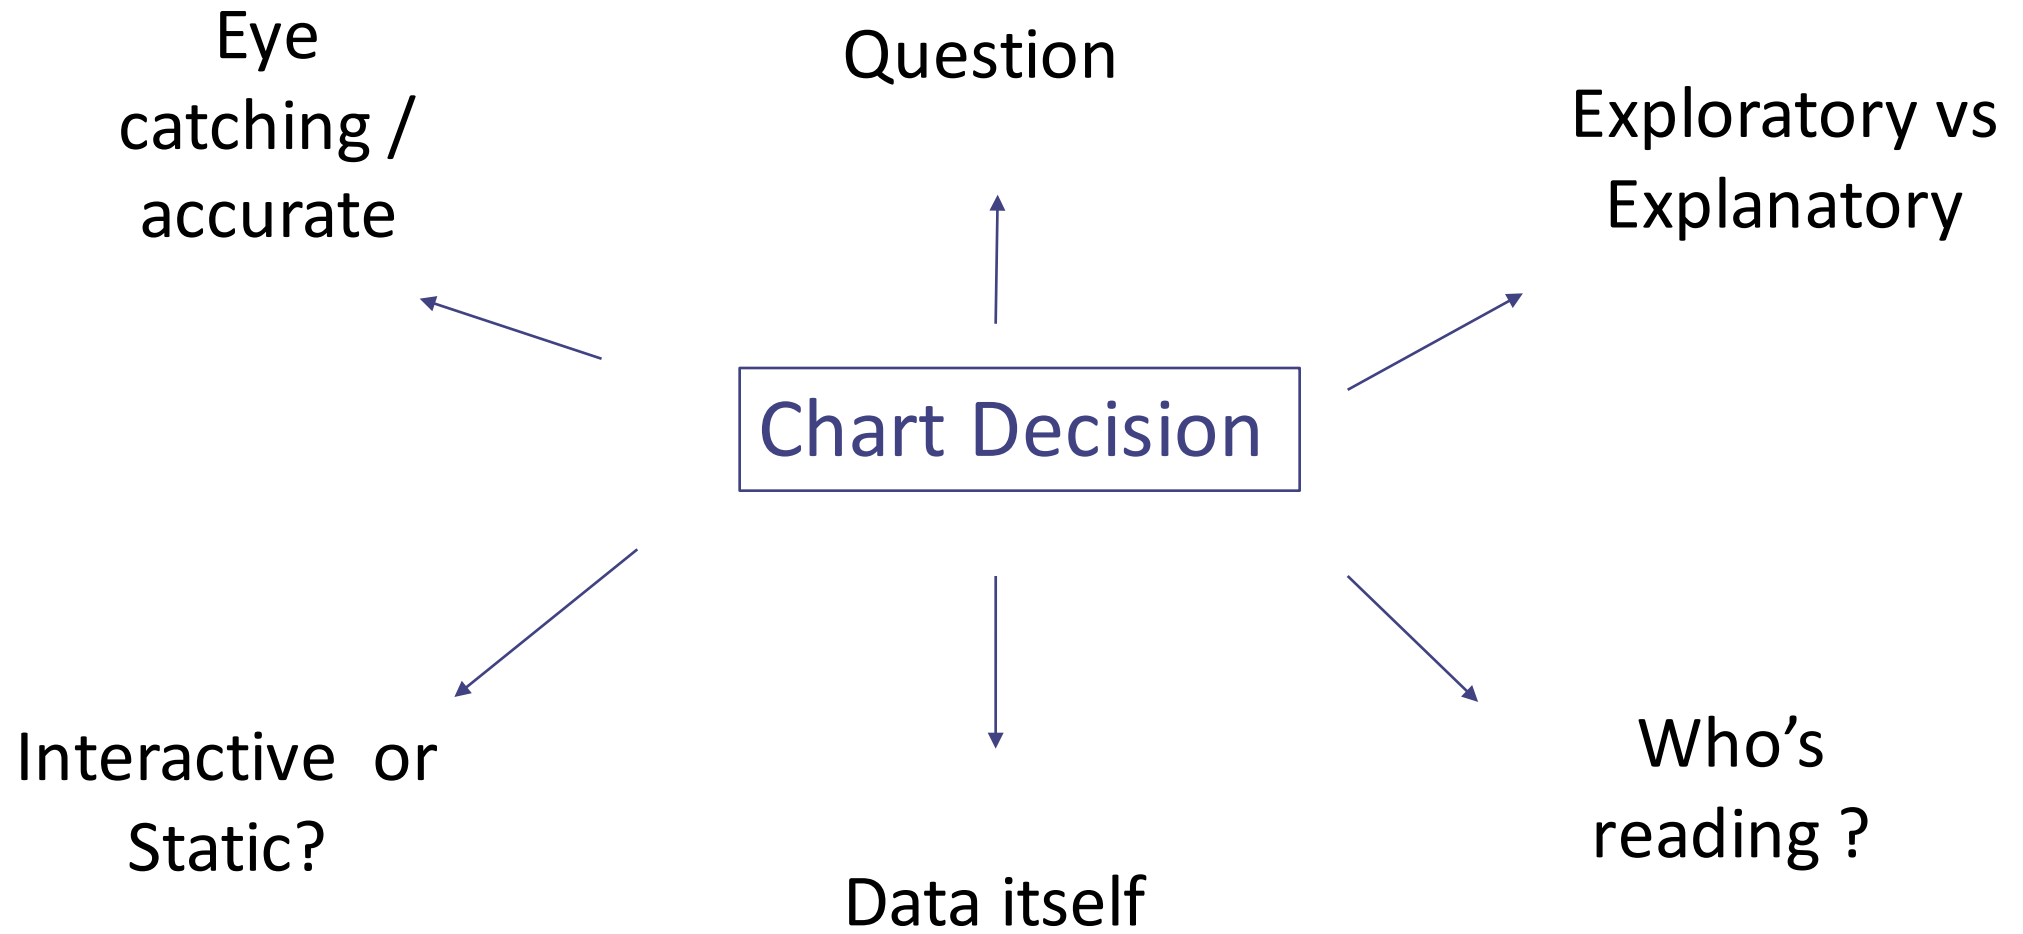 Eye
catching /
accurate
Question
Exploratory vs
Explanatory
Chart Decision
Interactive or
Static?
Data itself
Who’s
reading ?